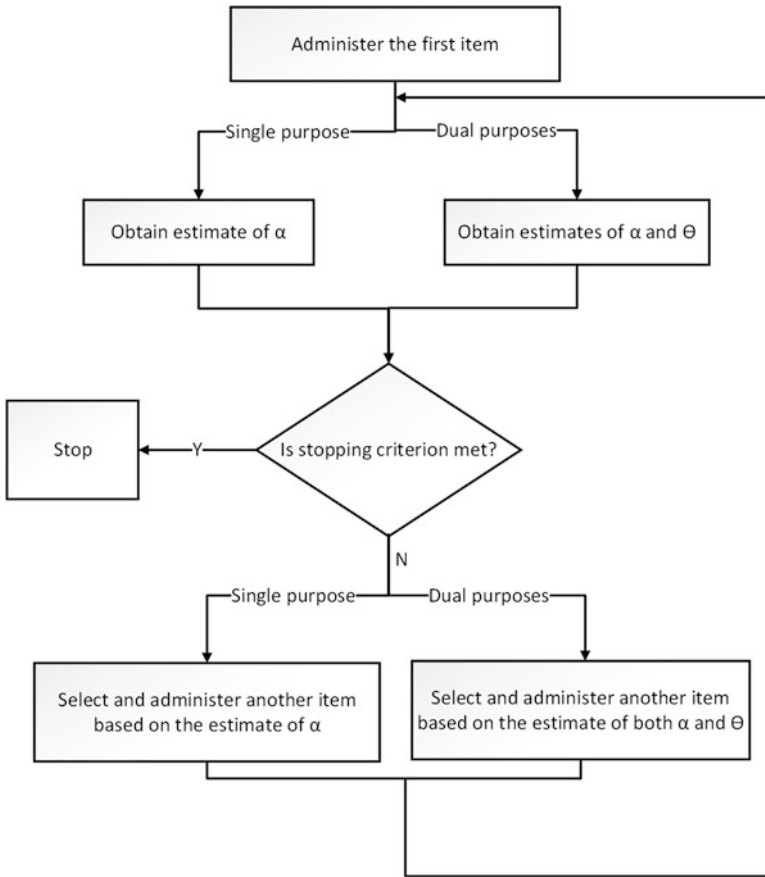 Administer the first item
Single purpose
Dual purposes
Obtain estimate of α
Obtain estimates of α and Ɵ
Stop
Y
Is stopping criterion met?
N
Single purpose
Dual purposes
Select and administer another item
based on the estimate of α
Select and administer another item
based on the estimate of both α and Ɵ